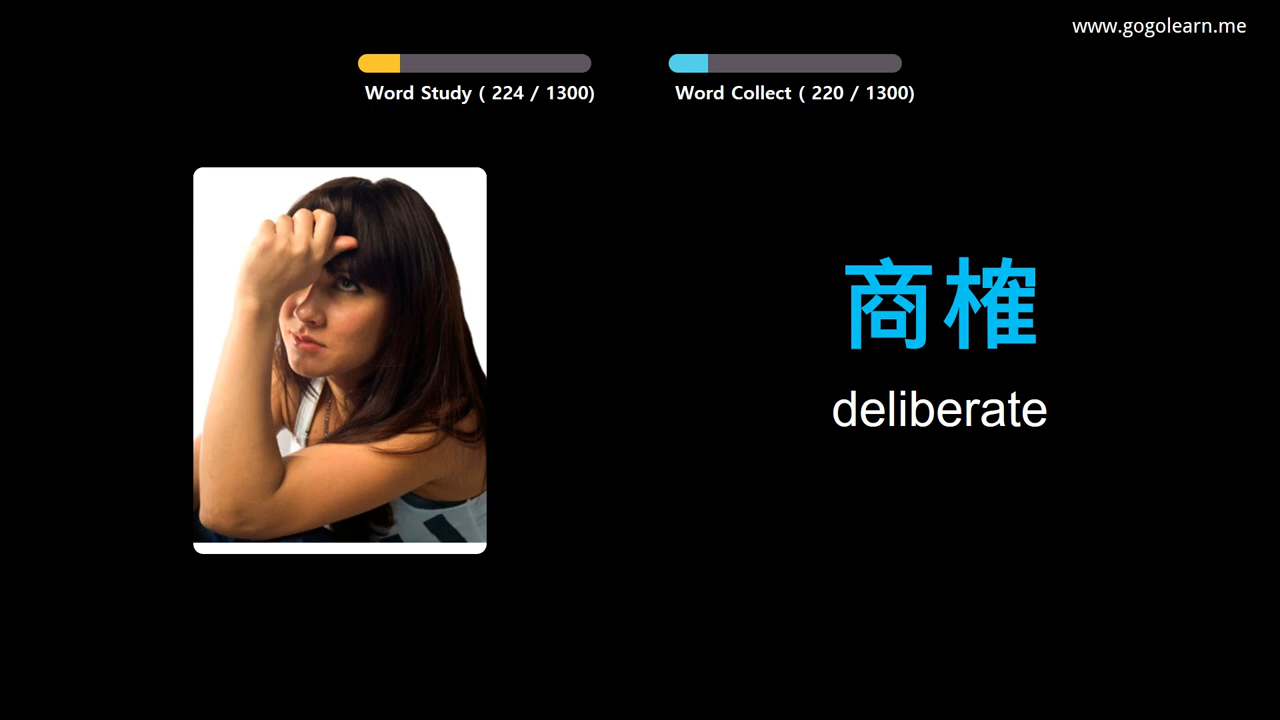 www.gogolearn.me
Word Study ( 224 / 1300)
Word Collect ( 220 / 1300)
商榷
deliberate